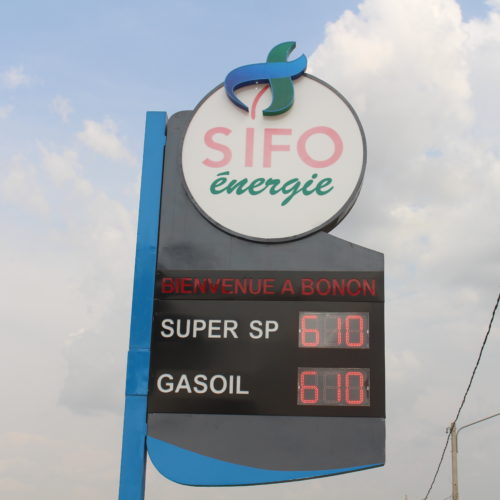 SIFO
énergie
BIENVENUE A BONON
SUPER SP 610
GASOIL 610